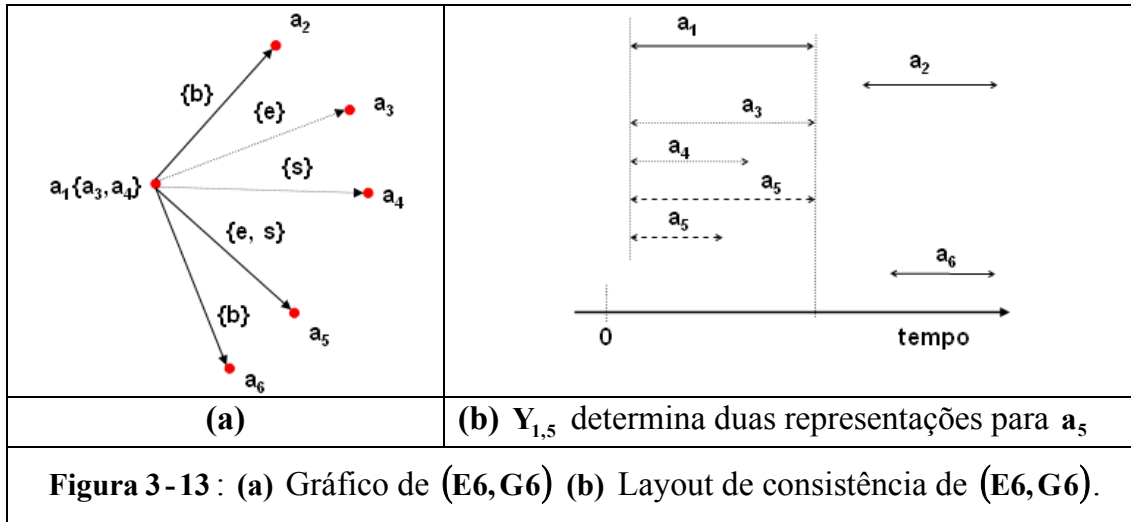 a₂
{b}
{e}
a₃
{s}
a₁{a₃,a₄}
a₄
{e, s}
{b}
a₅
a₆
a₁
a₂
a₃
a₄
a₅
a₅
a₆
0
tempo
(a)
(b) Y₁,₅ determina duas representações para a₅
Figura 3-13: (a) Gráfico de (E6,G6) (b) Layout de consistência de (E6,G6).